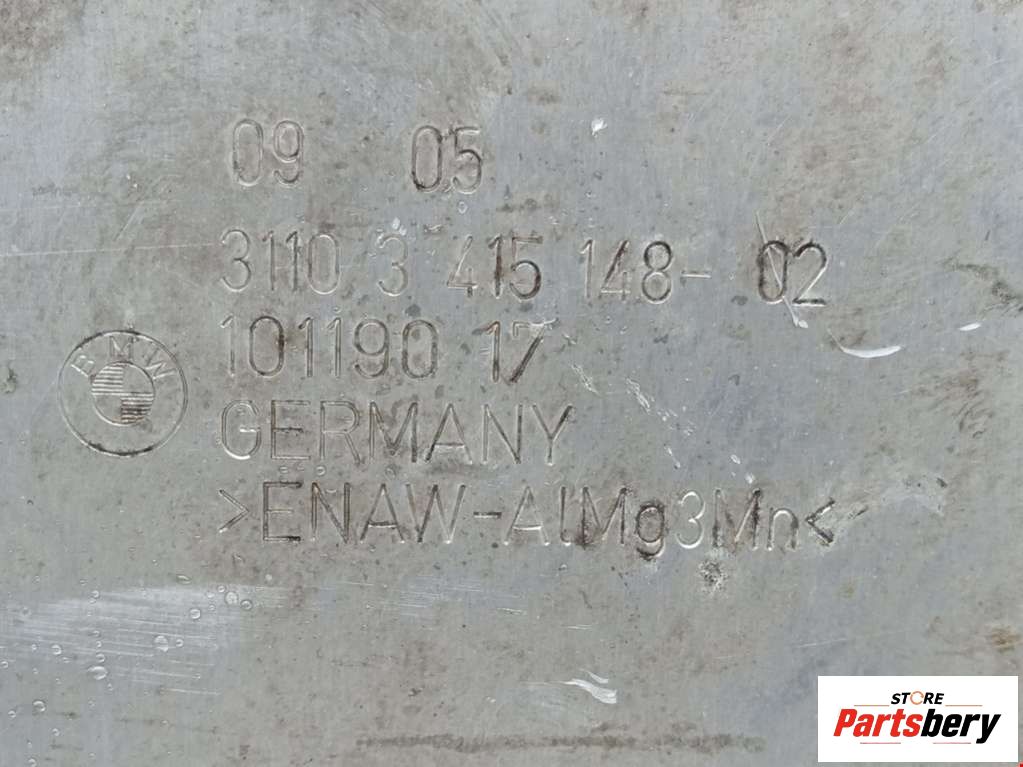 09 05
3110 3 415 148- 02
101190 17
BMW
GERMANY
>ENAW-AlMg3Mn<
STORE
Partsbery